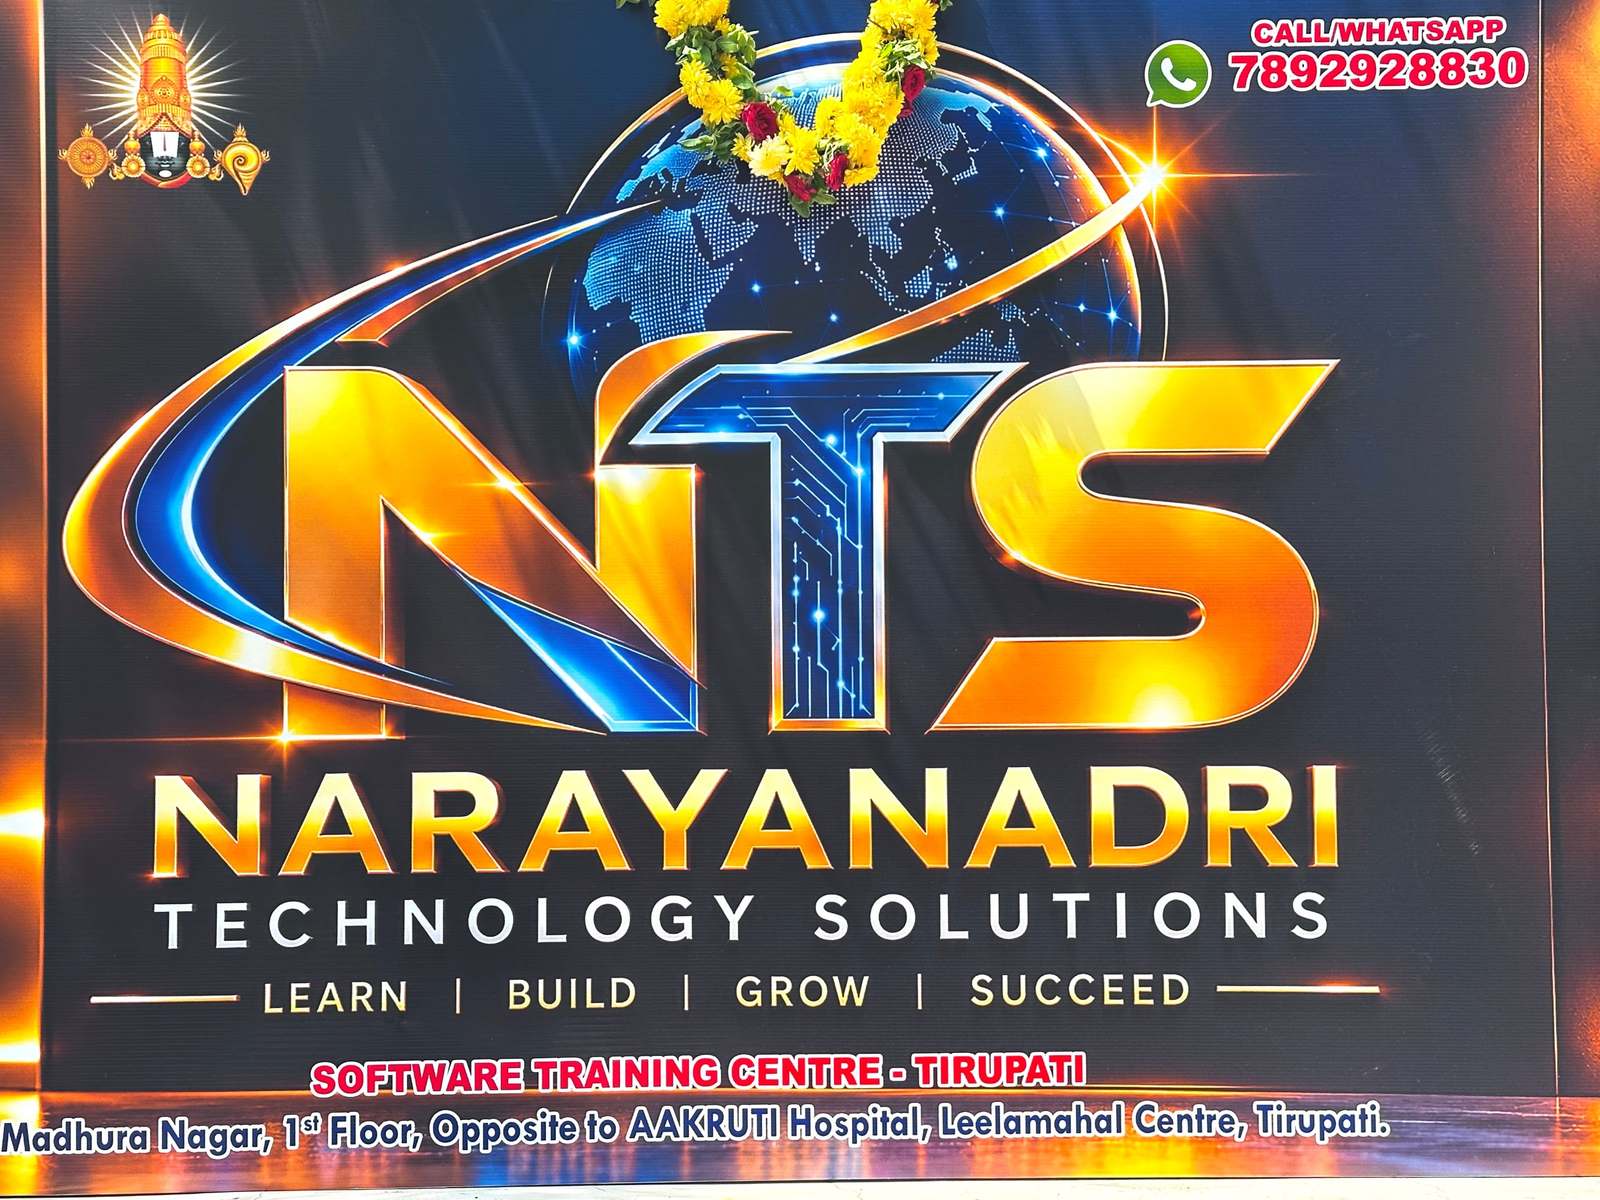 CALL/WHATSAPP
7892928830
NTS
NARAYANADRI
TECHNOLOGY SOLUTIONS
LEARN | BUILD | GROW | SUCCEED
SOFTWARE TRAINING CENTRE - TIRUPATI
Madhura Nagar, 1st Floor, Opposite to AAKRUTI Hospital, Leelamahal Centre, Tirupati.